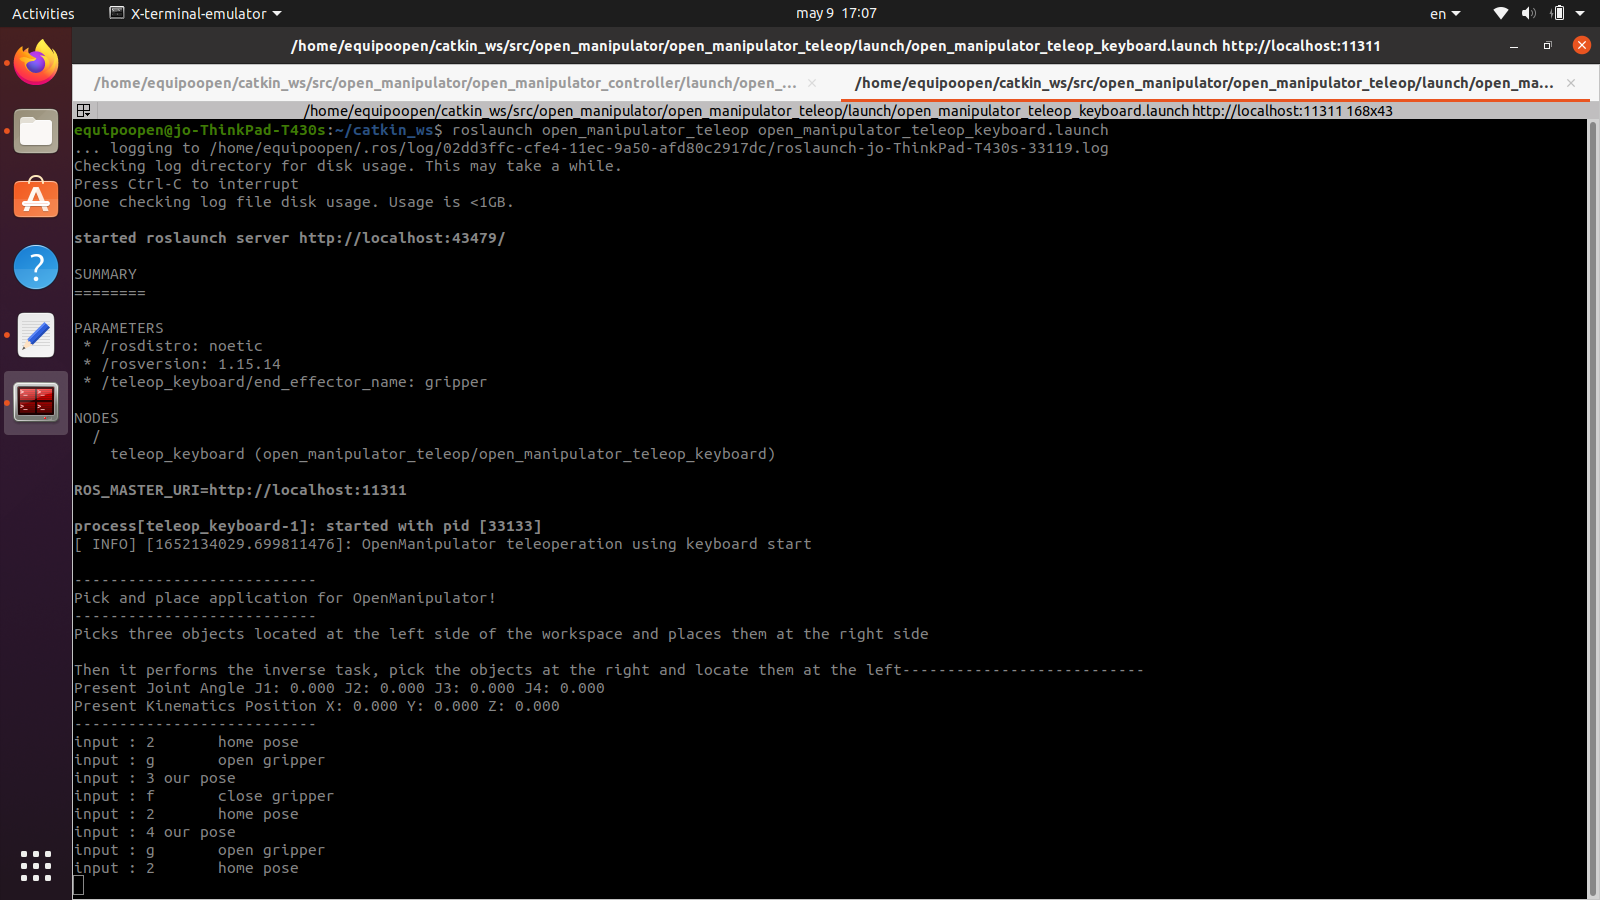 Activities X-terminal-emulator may 9 17:07 en
/home/equipoopen/catkin_ws/src/open_manipulator/open_manipulator_teleop/launch/open_manipulator_teleop_keyboard.launch http://localhost:11311
/home/equipoopen/catkin_ws/src/open_manipulator/open_manipulator_controller/launch/open_... × /home/equipoopen/catkin_ws/src/open_manipulator/open_manipulator_teleop/launch/open_ma... ×
/home/equipoopen/catkin_ws/src/open_manipulator/open_manipulator_teleop/launch/open_manipulator_teleop_keyboard.launch http://localhost:11311 168x43
equipoopen@jo-ThinkPad-T430s:~/catkin_ws$ roslaunch open_manipulator_teleop open_manipulator_teleop_keyboard.launch
... logging to /home/equipoopen/.ros/log/02dd3ffc-cfe4-11ec-9a50-afd80c2917dc/roslaunch-jo-ThinkPad-T430s-33119.log
Checking log directory for disk usage. This may take a while.
Press Ctrl-C to interrupt
Done checking log file disk usage. Usage is <1GB.
started roslaunch server http://localhost:43479/
SUMMARY
========
PARAMETERS
* /rosdistro: noetic
* /rosversion: 1.15.14
* /teleop_keyboard/end_effector_name: gripper
NODES
/
teleop_keyboard (open_manipulator_teleop/open_manipulator_teleop_keyboard)
ROS_MASTER_URI=http://localhost:11311
process[teleop_keyboard-1]: started with pid [33133]
[ INFO] [1652134029.699811476]: OpenManipulator teleoperation using keyboard start
---------------------------
Pick and place application for OpenManipulator!
---------------------------
Picks three objects located at the left side of the workspace and places them at the right side
Then it performs the inverse task, pick the objects at the right and locate them at the left---------------------------
Present Joint Angle J1: 0.000 J2: 0.000 J3: 0.000 J4: 0.000
Present Kinematics Position X: 0.000 Y: 0.000 Z: 0.000
---------------------------
input : 2 home pose
input : g open gripper
input : 3 our pose
input : f close gripper
input : 2 home pose
input : 4 our pose
input : g open gripper
input : 2 home pose